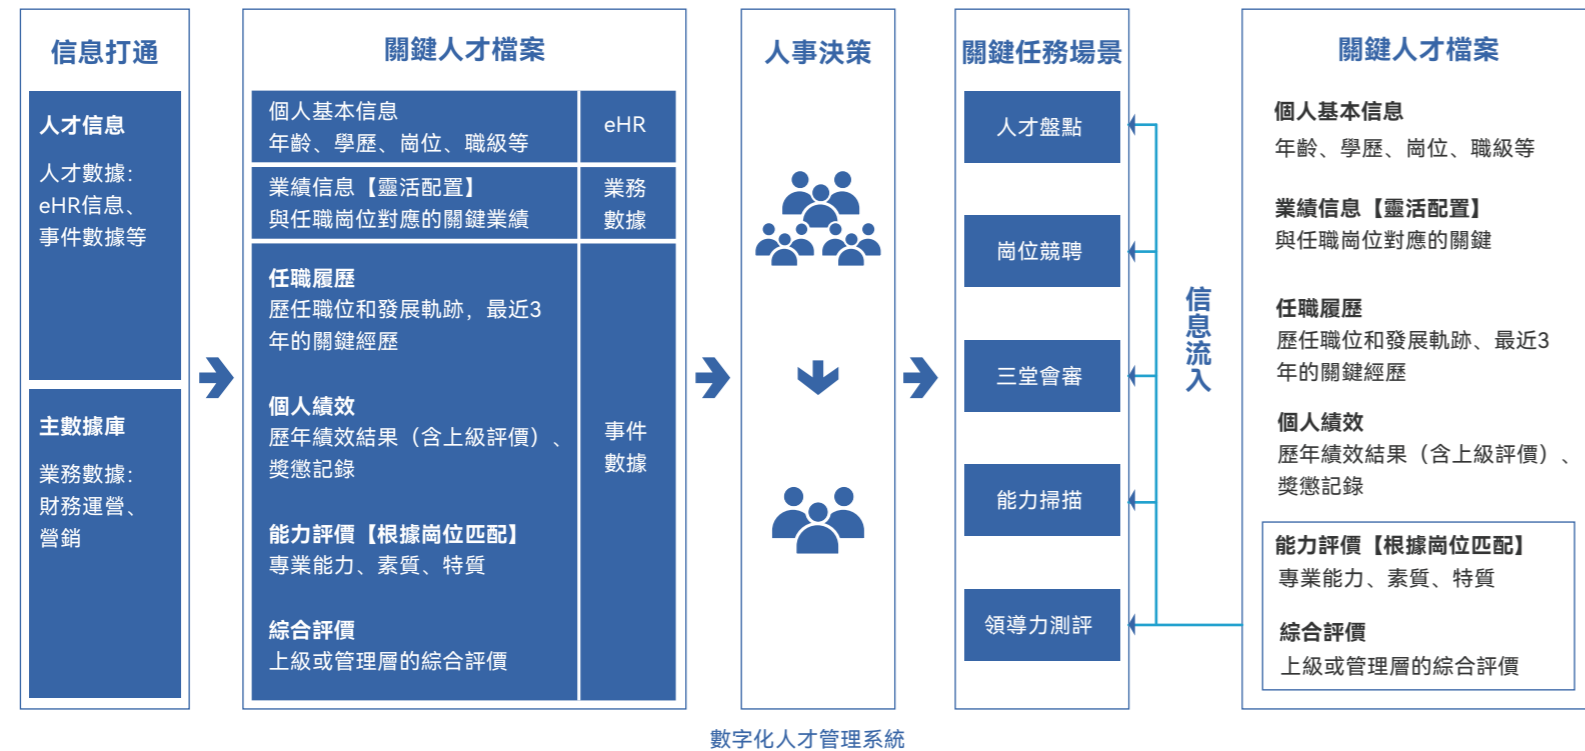 信息打通
人才信息
人才數據：
eHR信息、
事件數據等
主數據庫
業務數據：
財務運營、
營銷
關鍵人才檔案
個人基本信息
年齡、學歷、崗位、職級等
eHR
業績信息【靈活配置】
與任職崗位對應的關鍵業績
業務
數據
任職履歷
歷任職位和發展軌跡，最近3
年的關鍵經歷
個人績效
歷年績效結果（含上級評價）、
獎懲記錄
能力評價【根據崗位匹配】
專業能力、素質、特質
綜合評價
上級或管理層的綜合評價
事件
數據
人事決策
關鍵任務場景
人才盤點
崗位競聘
三堂會審
能力掃描
領導力測評
信息流入
關鍵人才檔案
個人基本信息
年齡、學歷、崗位、職級等
業績信息【靈活配置】
與任職崗位對應的關鍵
任職履歷
歷任職位和發展軌跡、最近3
年的關鍵經歷
個人績效
歷年績效結果（含上級評價）、
獎懲記錄
能力評價【根據崗位匹配】
專業能力、素質、特質
綜合評價
上級或管理層的綜合評價
數字化人才管理系統